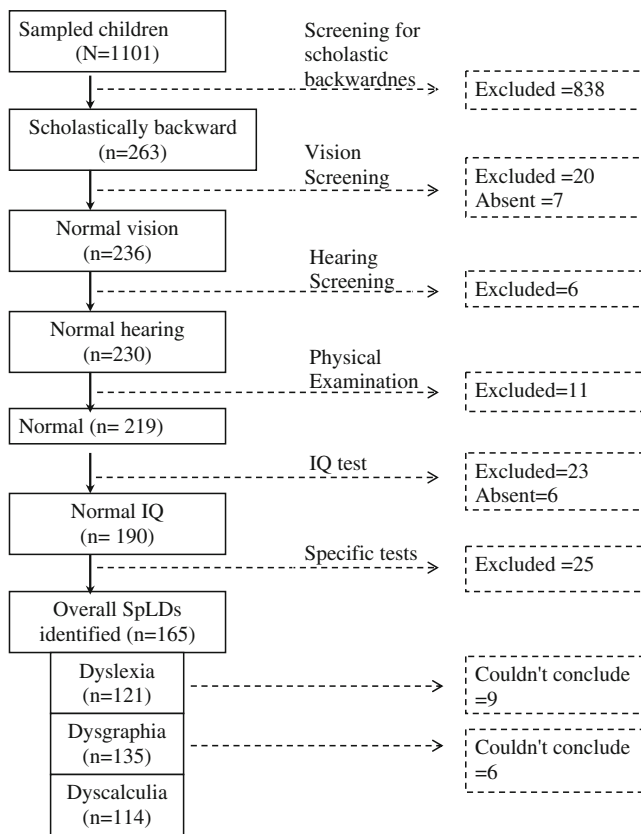 Sampled children
(N=1101)
Screening for
scholastic
backwardnes
Excluded =838
Scholastically backward
(n=263)
Vision
Screening
Excluded =20
Absent =7
Normal vision
(n=236)
Hearing
Screening
Excluded=6
Normal hearing
(n=230)
Physical
Examination
Excluded=11
Normal (n= 219)
IQ test
Excluded=23
Absent=6
Normal IQ
(n= 190)
Specific tests
Excluded =25
Overall SpLDs
identified (n=165)
Dyslexia
(n=121)
Couldn't conclude
=9
Dysgraphia
(n=135)
Couldn't conclude
=6
Dyscalculia
(n=114)